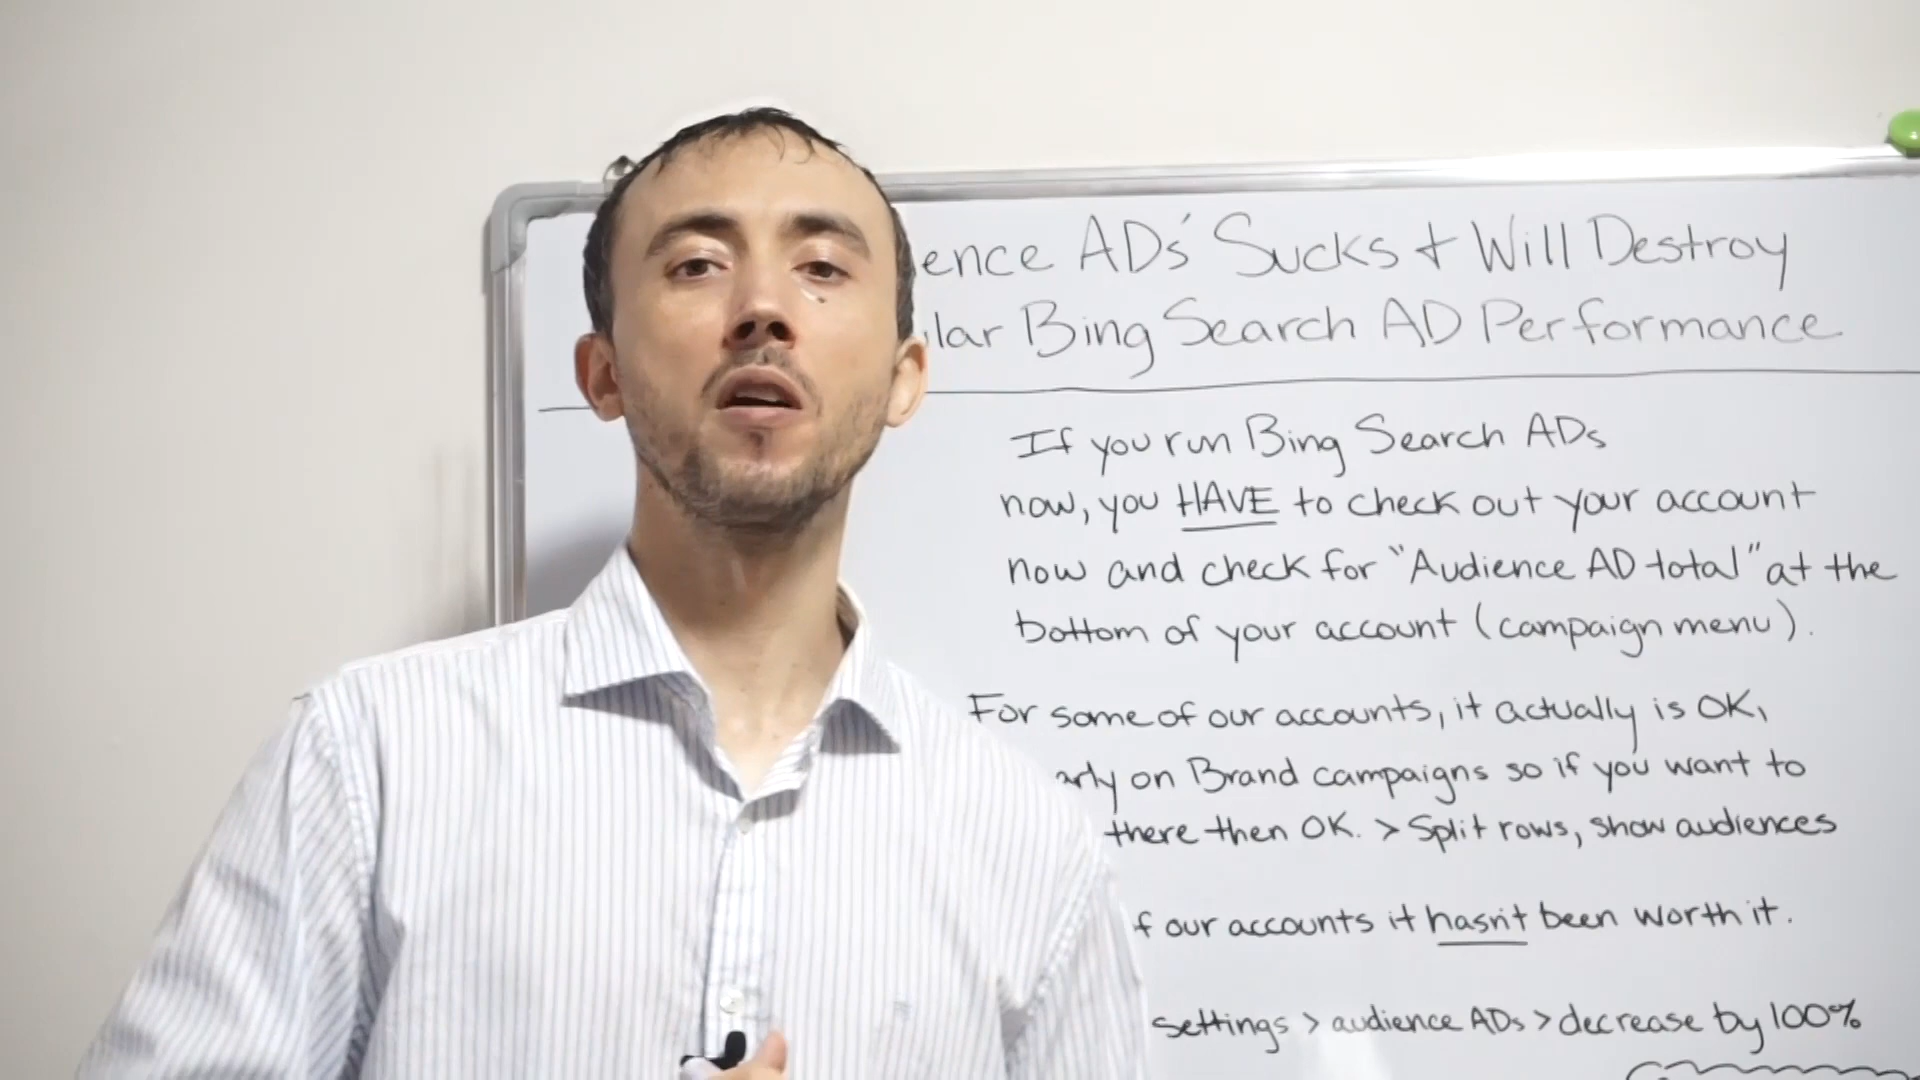 ADs' Sucks + Will Destroy
Bing Search AD Performance
If you run Bing Search ADs
now, you HAVE to check out your account
now and check for "Audience AD total" at the
bottom of your account (campaign menu).
For some of our accounts, it actually is OK,
on Brand campaigns so if you want to
there then OK. > Split rows, show audiences
our accounts it hasn't been worth it.
settings > audience ADs > decrease by 100%